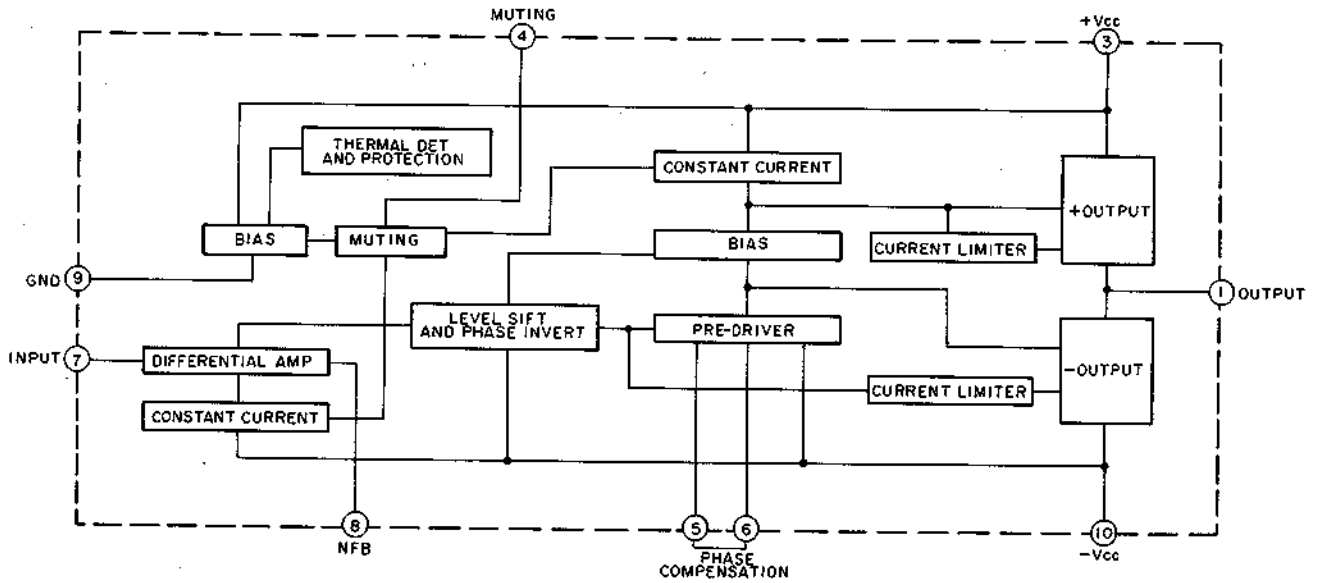 MUTING
4
+Vcc
3
THERMAL DET
AND PROTECTION
CONSTANT CURRENT
+OUTPUT
BIAS
MUTING
BIAS
CURRENT LIMITER
GND 9
1 OUTPUT
LEVEL SIFT
AND PHASE INVERT
PRE-DRIVER
INPUT 7
DIFFERENTIAL AMP
-OUTPUT
CURRENT LIMITER
CONSTANT CURRENT
8
NFB
5
6
PHASE
COMPENSATION
10
-Vcc